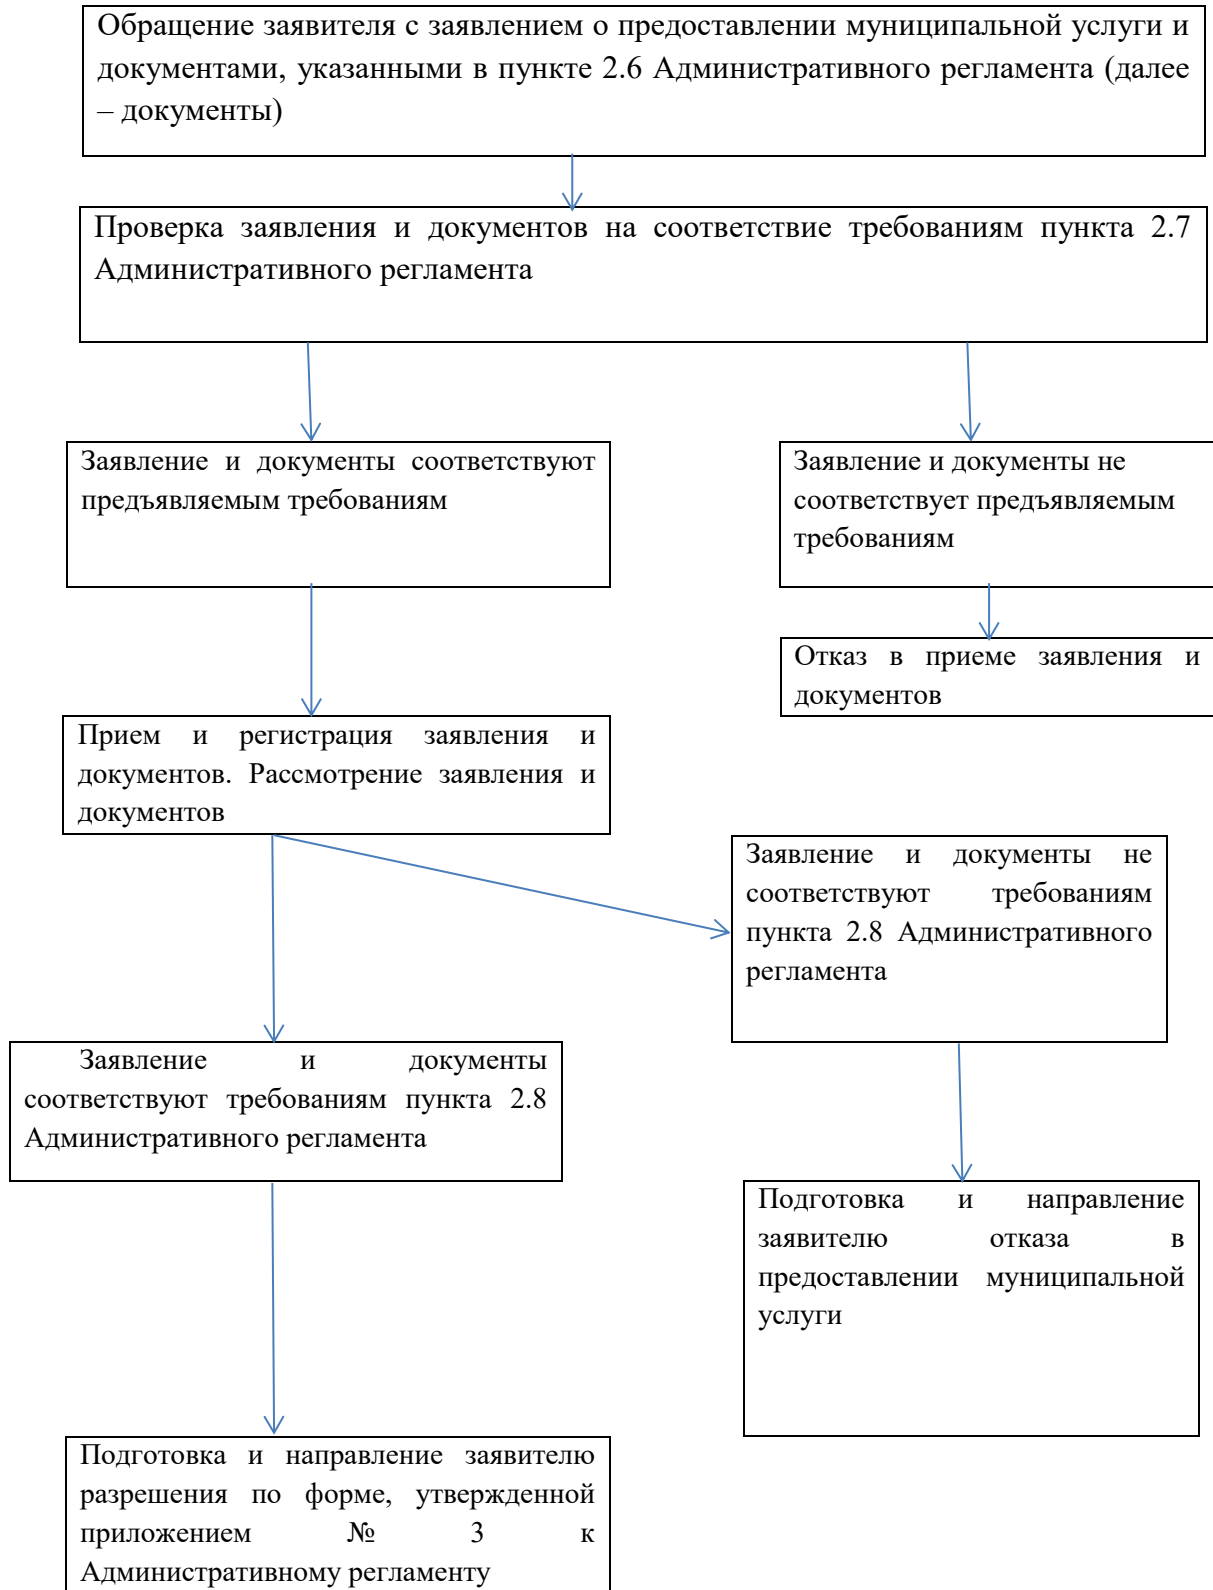 Обращение заявителя с заявлением о предоставлении муниципальной услуги и
документами, указанными в пункте 2.6 Административного регламента (далее
– документы)
Проверка заявления и документов на соответствие требованиям пункта 2.7
Административного регламента
Заявление и документы соответствуют
предъявляемым требованиям
Заявление и документы не
соответствует предъявляемым
требованиям
Отказ в приеме заявления и
документов
Прием и регистрация заявления и
документов. Рассмотрение заявления и
документов
Заявление и документы не
соответствуют требованиям
пункта 2.8 Административного
регламента
Заявление и документы
соответствуют требованиям пункта 2.8
Административного регламента
Подготовка и направление
заявителю отказа в
предоставлении муниципальной
услуги
Подготовка и направление заявителю
разрешения по форме, утвержденной
приложением № 3 к
Административному регламенту